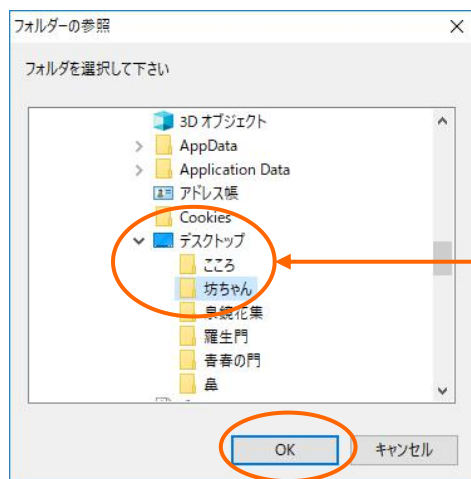 フォルダーの参照
フォルダを選択して下さい
3D オブジェクト
AppData
Application Data
アドレス帳
Cookies
デスクトップ
こころ
坊ちゃん
泉鏡花集
羅生門
青春の門
鼻
OK
キャンセル